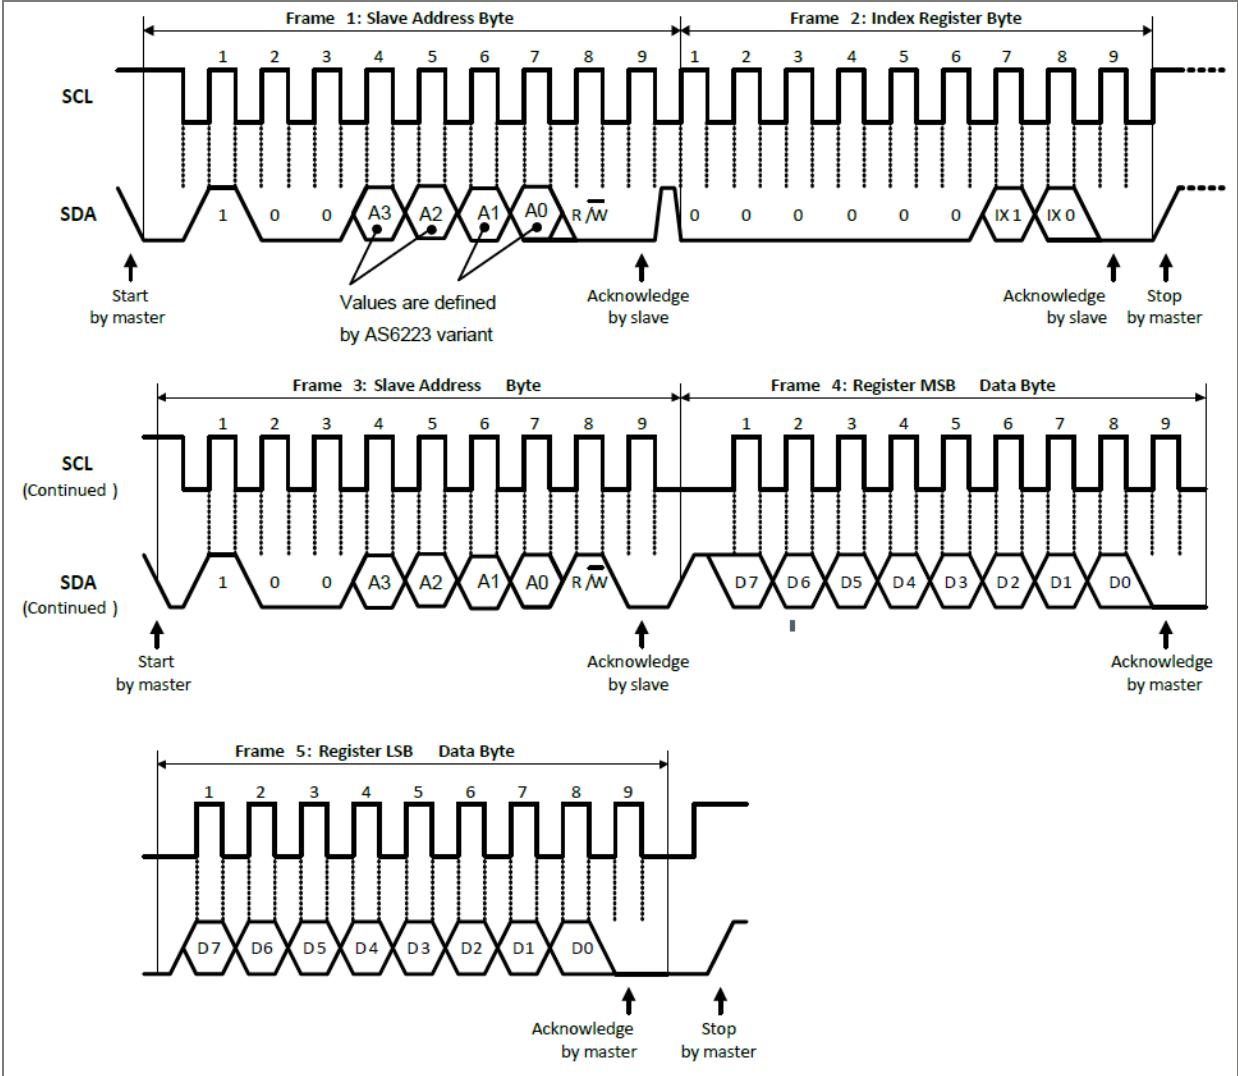 Frame 1: Slave Address Byte Frame 2: Index Register Byte
1 2 3 4 5 6 7 8 9 1 2 3 4 5 6 7 8 9
SCL
SDA 1 0 0 A3 A2 A1 A0 R/W 0 0 0 0 0 0 IX1 IX0
Start by master
Values are defined by AS6223 variant
Acknowledge by slave
Acknowledge by slave
Stop by master
Frame 3: Slave Address Byte Frame 4: Register MSB Data Byte
1 2 3 4 5 6 7 8 9 1 2 3 4 5 6 7 8 9
SCL
(Continued )
SDA 1 0 0 A3 A2 A1 A0 R/W D7 D6 D5 D4 D3 D2 D1 D0
(Continued )
Start by master
Acknowledge by slave
Acknowledge by master
Frame 5: Register LSB Data Byte
1 2 3 4 5 6 7 8 9
D7 D6 D5 D4 D3 D2 D1 D0
Acknowledge by master
Stop by master